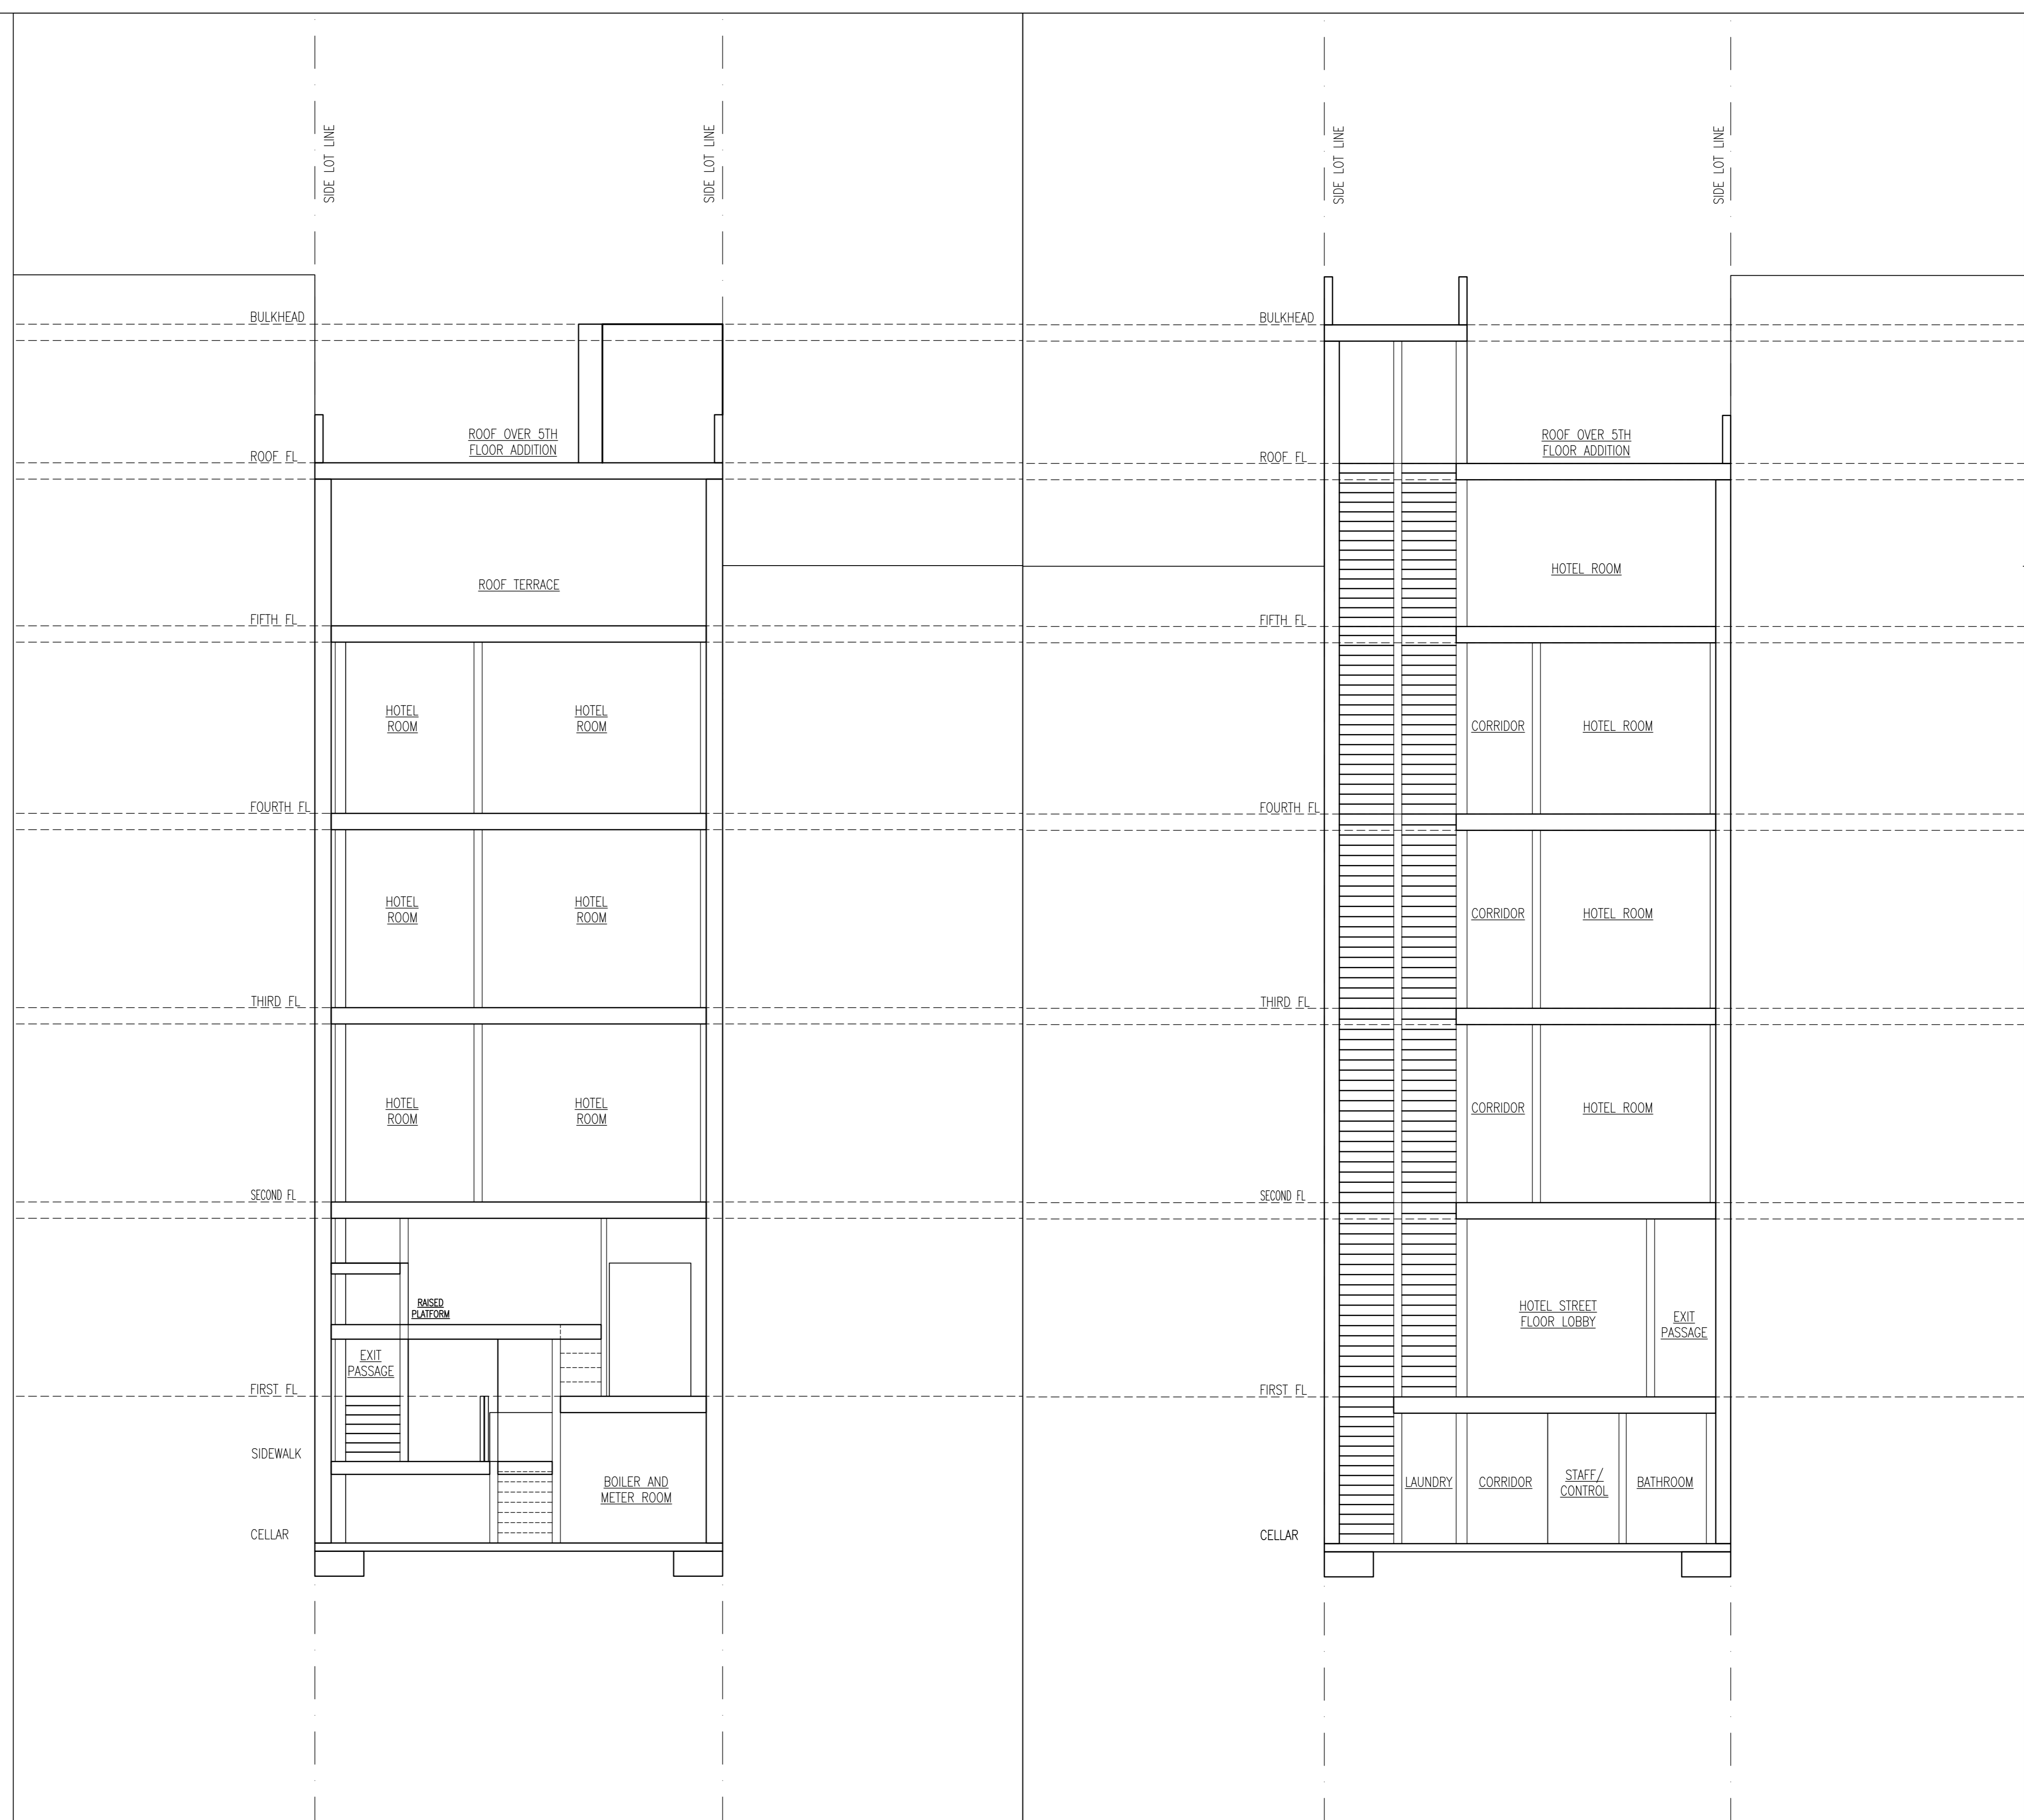 SIDE LOT LINE
SIDE LOT LINE
BULKHEAD
ROOF OVER 5TH
FLOOR ADDITION
ROOF FL
ROOF TERRACE
FIFTH FL
HOTEL
ROOM
HOTEL
ROOM
FOURTH FL
HOTEL
ROOM
HOTEL
ROOM
THIRD FL
HOTEL
ROOM
HOTEL
ROOM
SECOND FL
RAISED
PLATFORM
EXIT
PASSAGE
FIRST FL
SIDEWALK
BOILER AND
METER ROOM
CELLAR
SIDE LOT LINE
SIDE LOT LINE
BULKHEAD
ROOF OVER 5TH
FLOOR ADDITION
ROOF FL
HOTEL ROOM
FIFTH FL
CORRIDOR
HOTEL ROOM
FOURTH FL
CORRIDOR
HOTEL ROOM
THIRD FL
CORRIDOR
HOTEL ROOM
SECOND FL
HOTEL STREET
FLOOR LOBBY
EXIT
PASSAGE
FIRST FL
LAUNDRY
CORRIDOR
STAFF/
CONTROL
BATHROOM
CELLAR